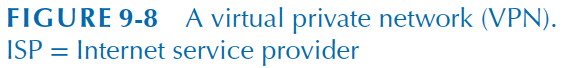 FIGURE 9-8 A virtual private network (VPN).
ISP = Internet service provider